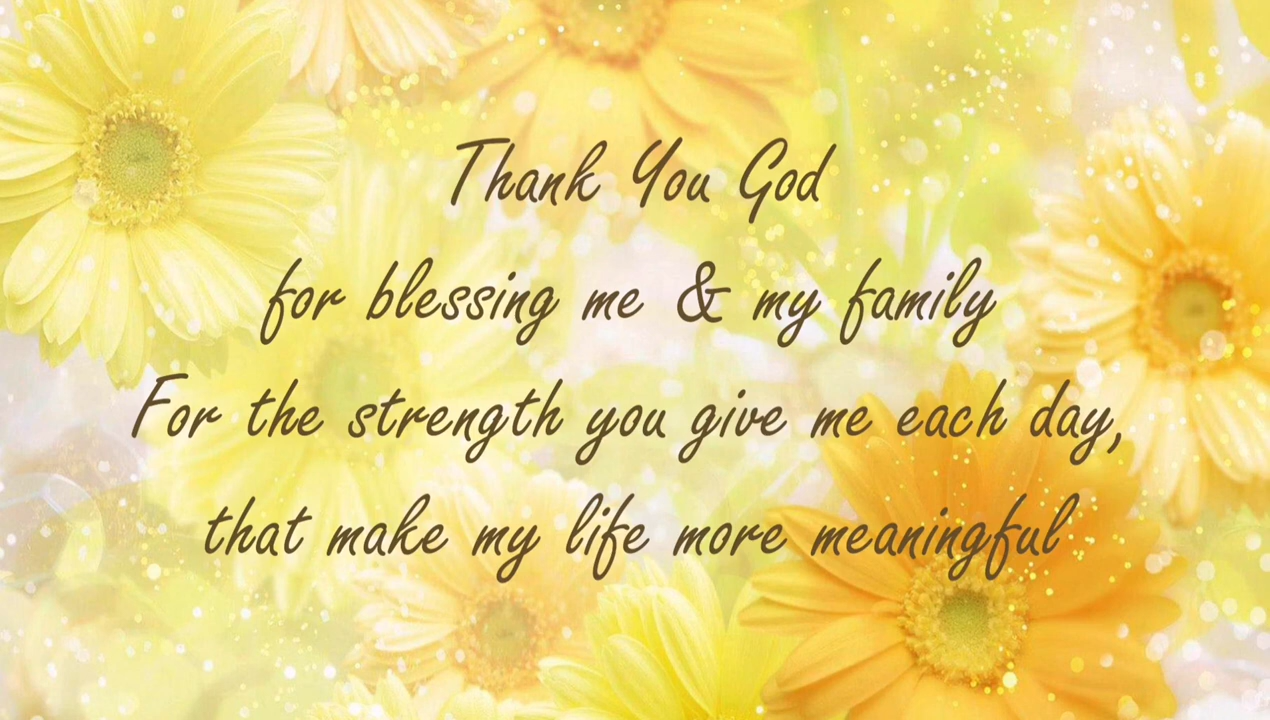 Thank You God
for blessing me & my family
For the strength you give me each day,
that make my life more meaningful